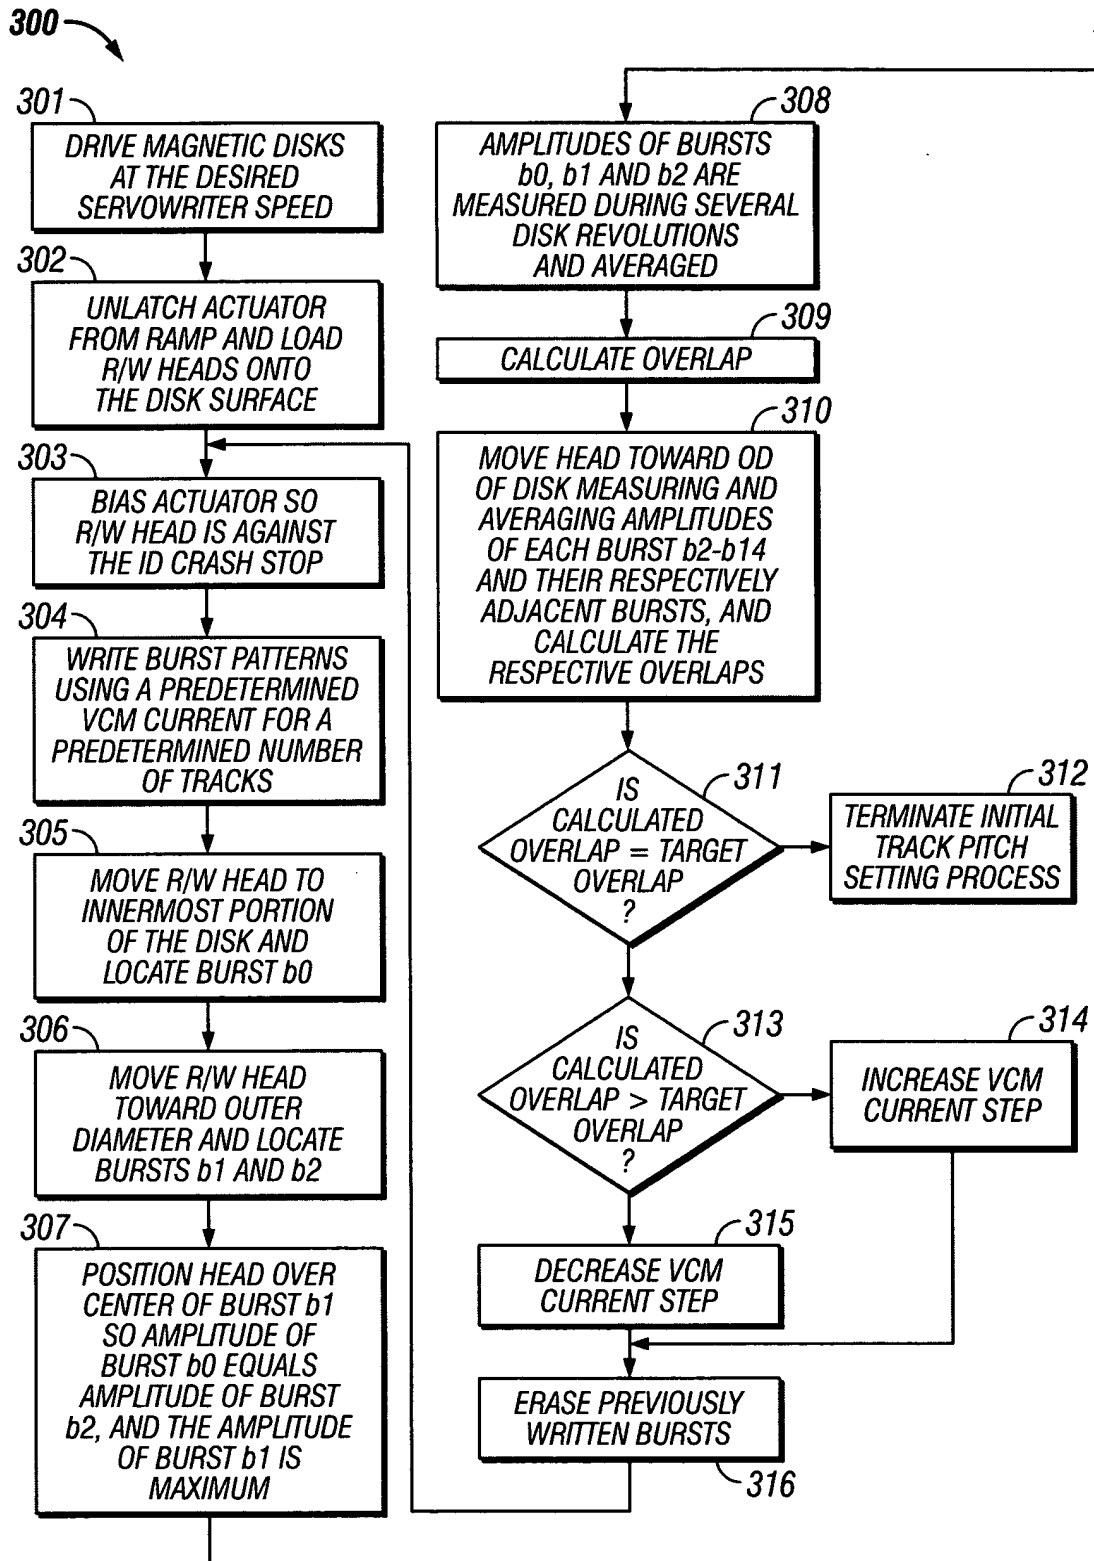 300
301
DRIVE MAGNETIC DISKS
AT THE DESIRED
SERVOWRITER SPEED
302
UNLATCH ACTUATOR
FROM RAMP AND LOAD
R/W HEADS ONTO
THE DISK SURFACE
303
BIAS ACTUATOR SO
R/W HEAD IS AGAINST
THE ID CRASH STOP
304
WRITE BURST PATTERNS
USING A PREDETERMINED
VCM CURRENT FOR A
PREDETERMINED NUMBER
OF TRACKS
305
MOVE R/W HEAD TO
INNERMOST PORTION
OF THE DISK AND
LOCATE BURST b0
306
MOVE R/W HEAD
TOWARD OUTER
DIAMETER AND LOCATE
BURSTS b1 AND b2
307
POSITION HEAD OVER
CENTER OF BURST b1
SO AMPLITUDE OF
BURST b0 EQUALS
AMPLITUDE OF BURST
b2, AND THE AMPLITUDE
OF BURST b1 IS
MAXIMUM
308
AMPLITUDES OF BURSTS
b0, b1 AND b2 ARE
MEASURED DURING SEVERAL
DISK REVOLUTIONS
AND AVERAGED
309
CALCULATE OVERLAP
310
MOVE HEAD TOWARD OD
OF DISK MEASURING AND
AVERAGING AMPLITUDES
OF EACH BURST b2-b14
AND THEIR RESPECTIVELY
ADJACENT BURSTS, AND
CALCULATE THE
RESPECTIVE OVERLAPS
311
IS
CALCULATED
OVERLAP = TARGET
OVERLAP
?
312
TERMINATE INITIAL
TRACK PITCH
SETTING PROCESS
313
IS
CALCULATED
OVERLAP > TARGET
OVERLAP
?
314
INCREASE VCM
CURRENT STEP
315
DECREASE VCM
CURRENT STEP
ERASE PREVIOUSLY
WRITTEN BURSTS
316